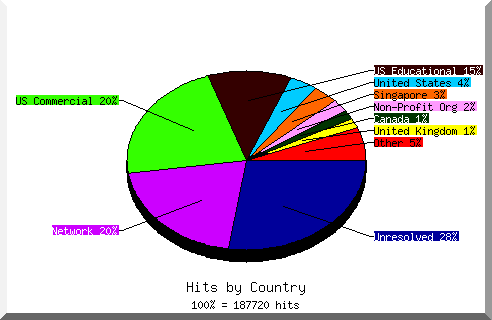 US Educational 15%
United States 4%
Singapore 3%
US Commercial 20%
Non-Profit Org 2%
Canada 1%
United Kingdom 1%
Other 5%
Network 20%
Unresolved 28%
Hits by Country
100% = 187720 hits